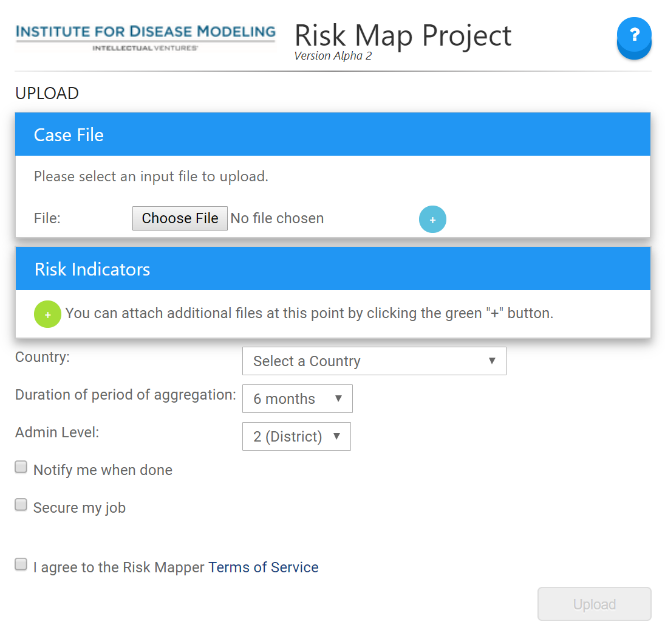 INSTITUTE FOR DISEASE MODELING
INTELLECTUAL VENTURES®
Risk Map Project
Version Alpha 2
?
UPLOAD
Case File
Please select an input file to upload.
File: Choose File No file chosen +
Risk Indicators
+ You can attach additional files at this point by clicking the green "+" button.
Country: Select a Country
Duration of period of aggregation: 6 months
Admin Level: 2 (District)
Notify me when done
Secure my job
I agree to the Risk Mapper Terms of Service
Upload